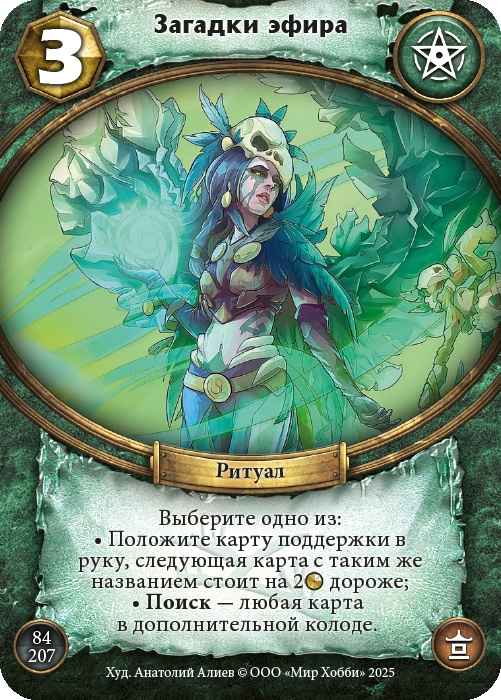 3
Загадки эфира
Ритуал
Выберите одно из:
• Положите карту поддержки в
руку, следующая карта с таким же
названием стоит на 2 дороже;
• Поиск — любая карта
в дополнительной колоде.
84
207
Худ. Анатолий Алиев © ООО «Мир Хобби» 2025